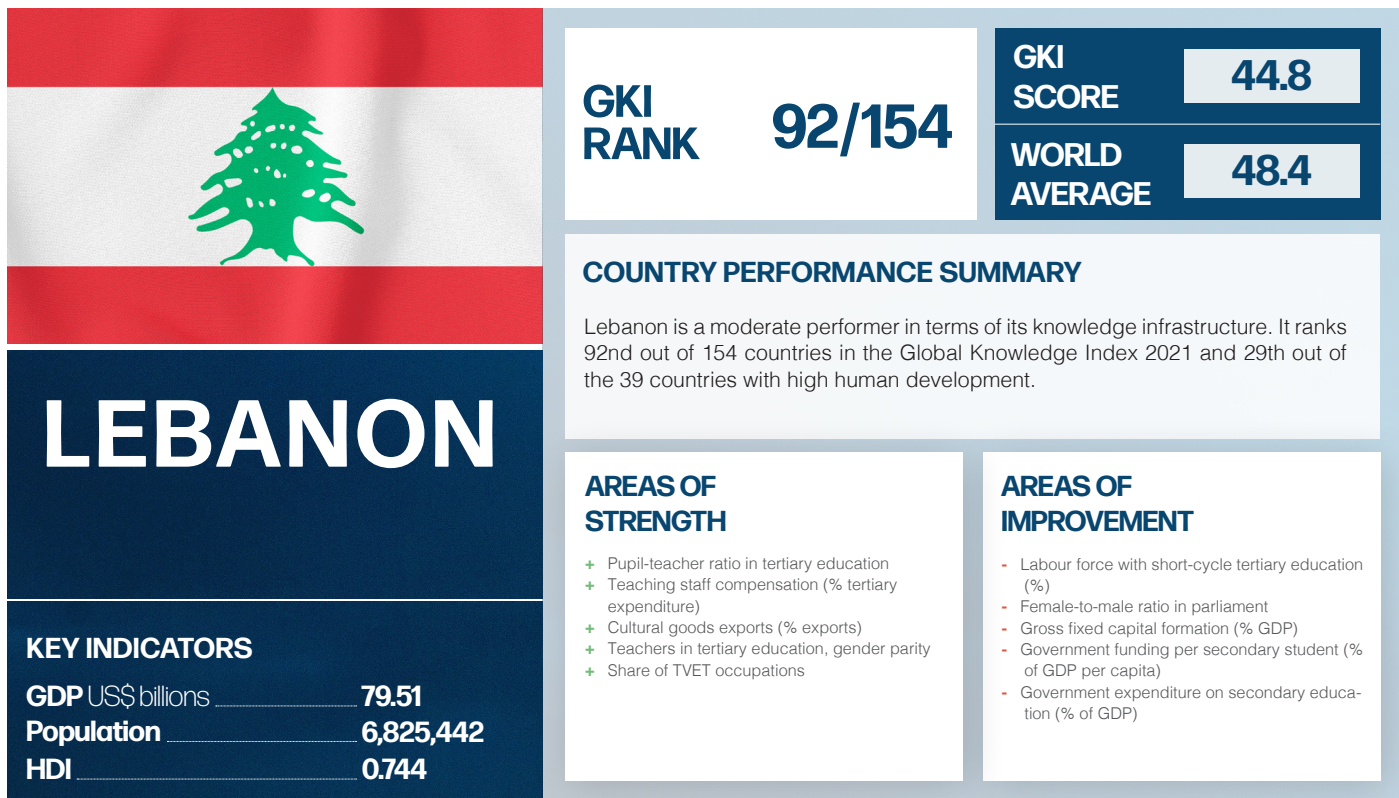 LEBANON
KEY INDICATORS
GDP US$ billions 79.51
Population 6,825,442
HDI 0.744
GKI
RANK
92/154
GKI
SCORE
44.8
WORLD
AVERAGE
48.4
COUNTRY PERFORMANCE SUMMARY
Lebanon is a moderate performer in terms of its knowledge infrastructure. It ranks
92nd out of 154 countries in the Global Knowledge Index 2021 and 29th out of
the 39 countries with high human development.
AREAS OF
STRENGTH
+ Pupil-teacher ratio in tertiary education
+ Teaching staff compensation (% tertiary
expenditure)
+ Cultural goods exports (% exports)
+ Teachers in tertiary education, gender parity
+ Share of TVET occupations
AREAS OF
IMPROVEMENT
- Labour force with short-cycle tertiary education
(%)
- Female-to-male ratio in parliament
- Gross fixed capital formation (% GDP)
- Government funding per secondary student (%
of GDP per capita)
- Government expenditure on secondary educa-
tion (% of GDP)